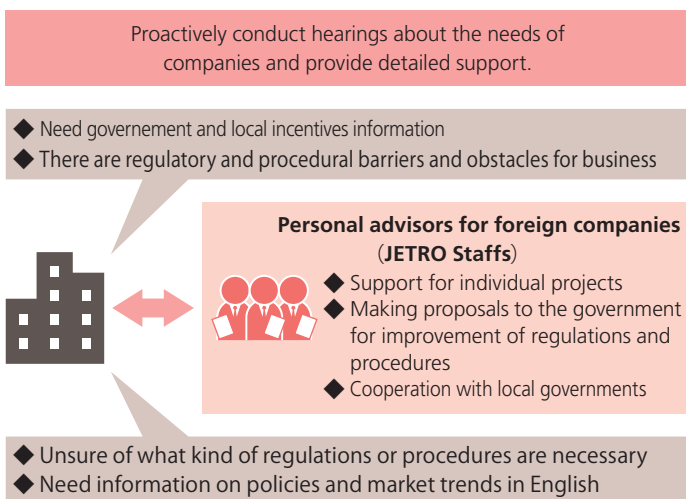 Proactively conduct hearings about the needs of
companies and provide detailed support.
◆ Need governement and local incentives information
◆ There are regulatory and procedural barriers and obstacles for business
Personal advisors for foreign companies
(JETRO Staffs)
◆ Support for individual projects
◆ Making proposals to the government
for improvement of regulations and
procedures
◆ Cooperation with local governments
◆ Unsure of what kind of regulations or procedures are necessary
◆ Need information on policies and market trends in English